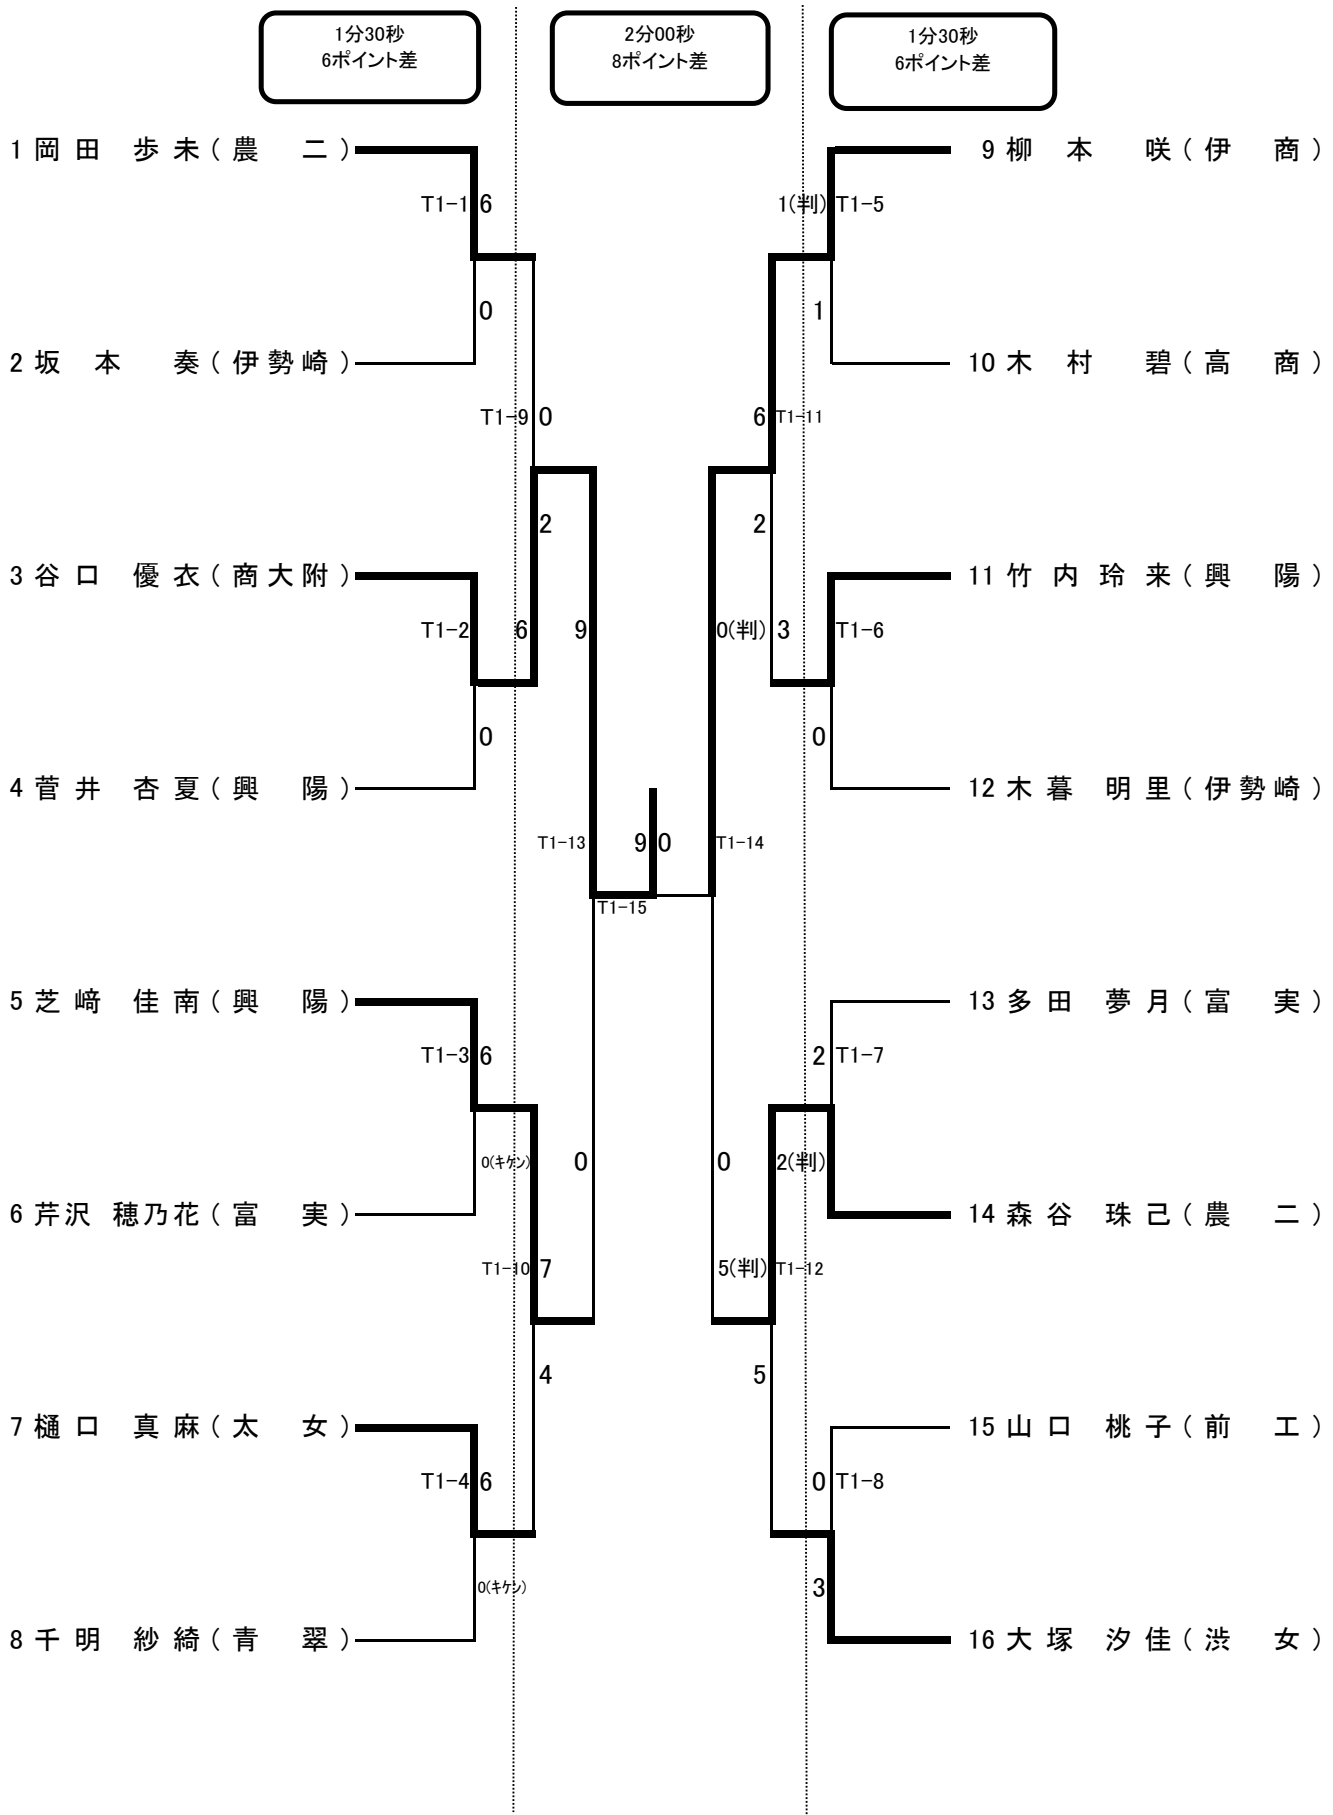 1分30秒
6ポイント差
2分00秒
8ポイント差
1分30秒
6ポイント差
1 岡田 歩未(農 二) 9 柳本 咲(伊 商)
T1-1 6 1(判) T1-5
0 1
2 坂本 奏(伊勢崎) 10 木村 碧(高 商)
T1-9 0 6 T1-11
2 2
3 谷口 優衣(商大附) 11 竹内玲来(興 陽)
T1-2 6 9 0(判) 3 T1-6
0 0
4 菅井 杏夏(興 陽) 12 木暮 明里(伊勢崎)
T1-13 9 0 T1-14
T1-15
5 芝﨑 佳南(興 陽) 13 多田 夢月(富 実)
T1-3 6 2 T1-7
0(キケン) 0 0 2(判)
6 芹沢 穂乃花(富 実) 14 森谷 珠己(農 二)
T1-10 7 5(判) T1-12
4 5
7 樋口 真麻(太 女) 15 山口 桃子(前 工)
T1-4 6 0 T1-8
0(キケン) 3
8 千明 紗綺(青 翠) 16 大塚 汐佳(渋 女)